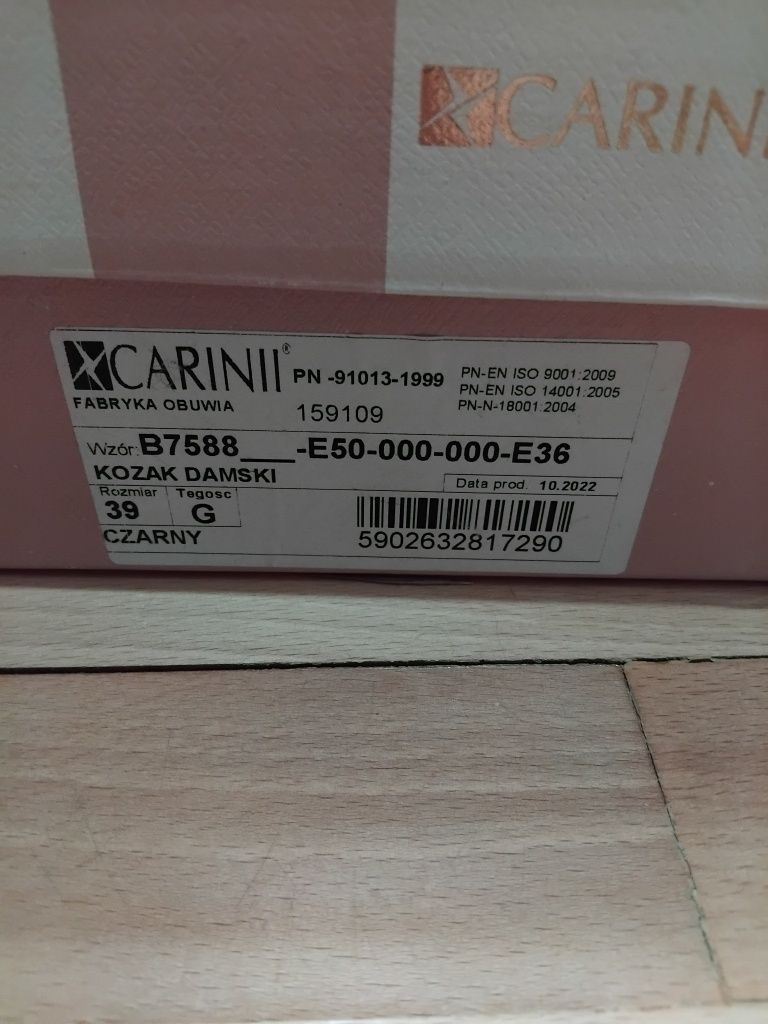 CARIN
CARINII®
FABRYKA OBUWIA
PN -91013-1999
159109
PN-EN ISO 9001:2009
PN-EN ISO 14001:2005
PN-N-18001:2004
Wzór: B7588___-E50-000-000-E36
KOZAK DAMSKI
Data prod. 10.2022
Rozmiar Tegosc
39 G
CZARNY
5902632817290